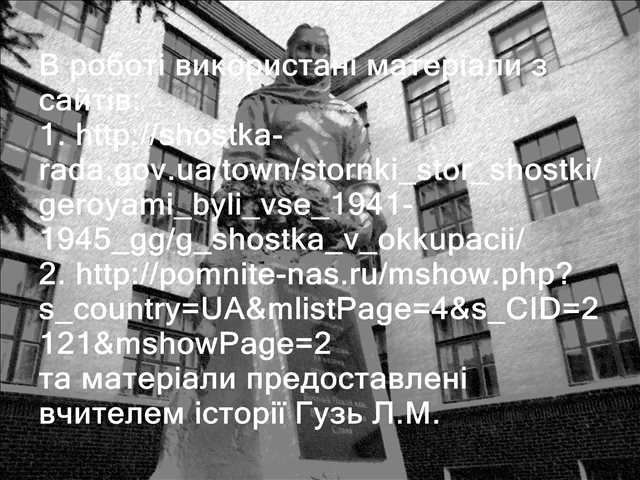 В роботі використані матеріали з
сайтів:
1. http://shostka-
rada.gov.ua/town/stornki_stor_shostki/
geroyami_byli_vse_1941-
1945_gg/g_shostka_v_okkupacii/
2. http://pomnite-nas.ru/mshow.php?
s_country=UA&mlistPage=4&s_CID=2
121&mshowPage=2
та матеріали предоставлені
вчителем історії Гузь Л.М.